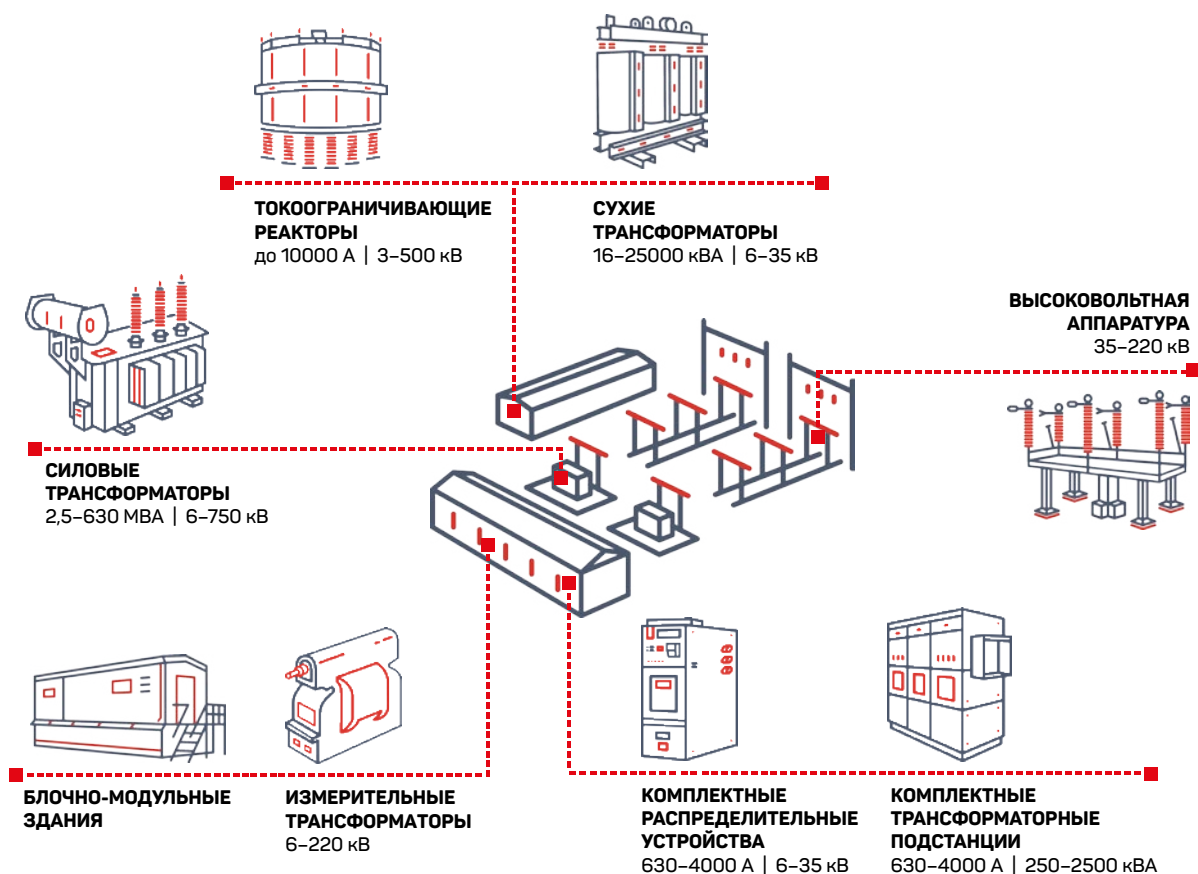 ТОКООГРАНИЧИВАЮЩИЕ
РЕАКТОРЫ
до 10000 А | 3–500 кВ
СУХИЕ
ТРАНСФОРМАТОРЫ
16–25000 кВА | 6–35 кВ
ВЫСОКОВОЛЬТНАЯ
АППАРАТУРА
35–220 кВ
СИЛОВЫЕ
ТРАНСФОРМАТОРЫ
2,5–630 МВА | 6–750 кВ
БЛОЧНО-МОДУЛЬНЫЕ
ЗДАНИЯ
ИЗМЕРИТЕЛЬНЫЕ
ТРАНСФОРМАТОРЫ
6–220 кВ
КОМПЛЕКТНЫЕ
РАСПРЕДЕЛИТЕЛЬНЫЕ
УСТРОЙСТВА
630–4000 А | 6–35 кВ
КОМПЛЕКТНЫЕ
ТРАНСФОРМАТОРНЫЕ
ПОДСТАНЦИИ
630–4000 А | 250–2500 кВА